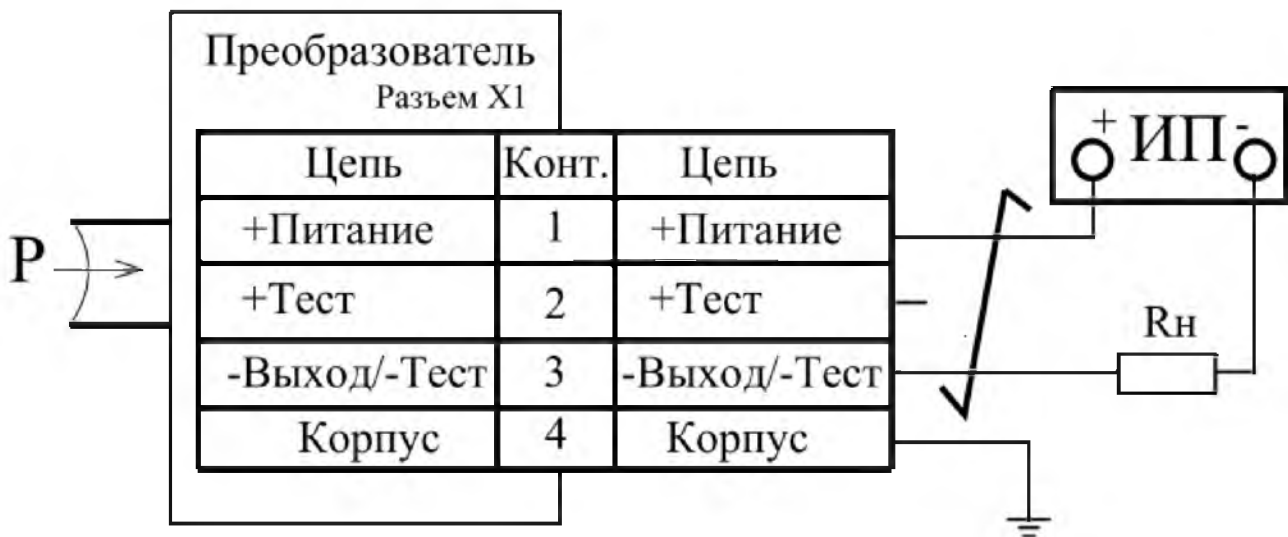 Преобразователь
Разъем X1
+ ИП -
Цепь Конт. Цепь
+Питание 1 +Питание
P
+Тест 2 +Тест
Rн
-Выход/-Тест 3 -Выход/-Тест
Корпус 4 Корпус